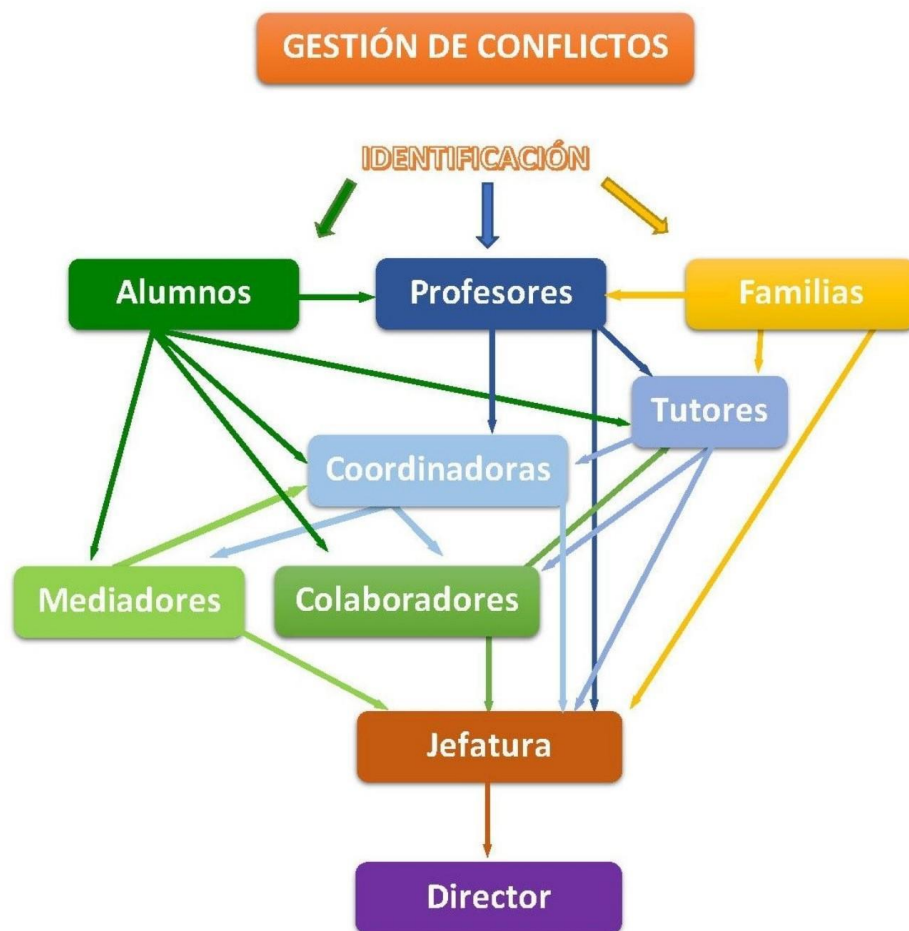 GESTIÓN DE CONFLICTOS
IDENTIFICACIÓN
Alumnos
Profesores
Familias
Tutores
Coordinadoras
Mediadores
Colaboradores
Jefatura
Director